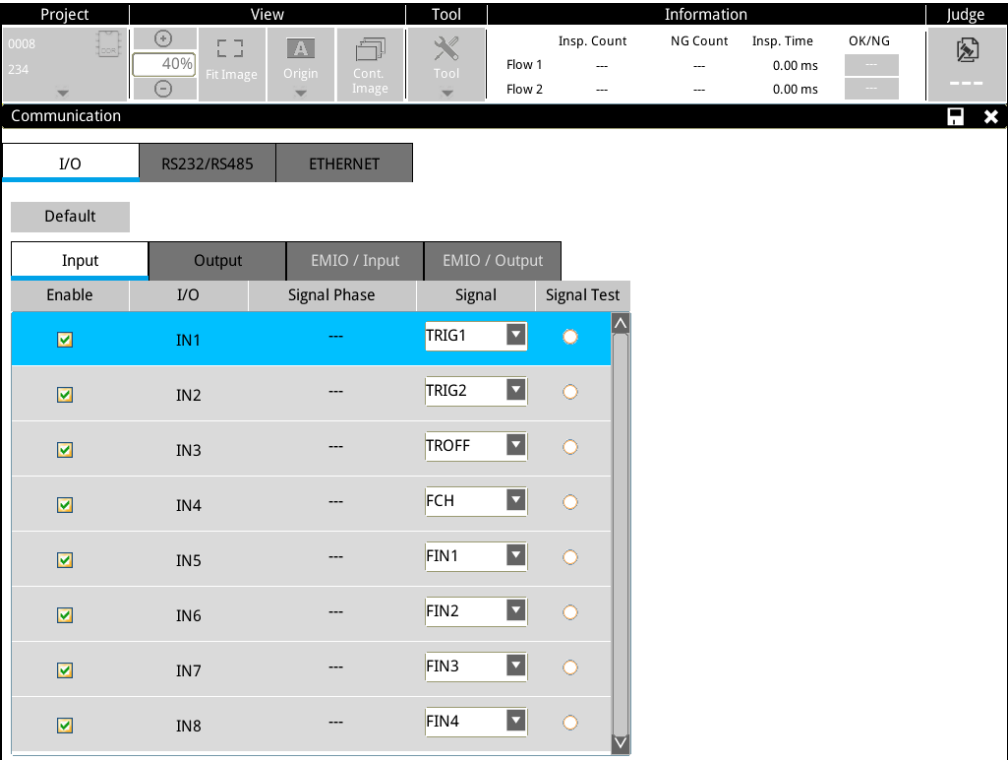 Project View Tool Information Judge
0008
234
40%
Fit Image
Origin
Cont. Image
Tool
Insp. Count NG Count Insp. Time OK/NG
Flow 1 --- --- 0.00 ms ---
Flow 2 --- --- 0.00 ms ---
---
Communication
I/O RS232/RS485 ETHERNET
Default
Input Output EMIO / Input EMIO / Output
Enable I/O Signal Phase Signal Signal Test
IN1 --- TRIG1
IN2 --- TRIG2
IN3 --- TROFF
IN4 --- FCH
IN5 --- FIN1
IN6 --- FIN2
IN7 --- FIN3
IN8 --- FIN4